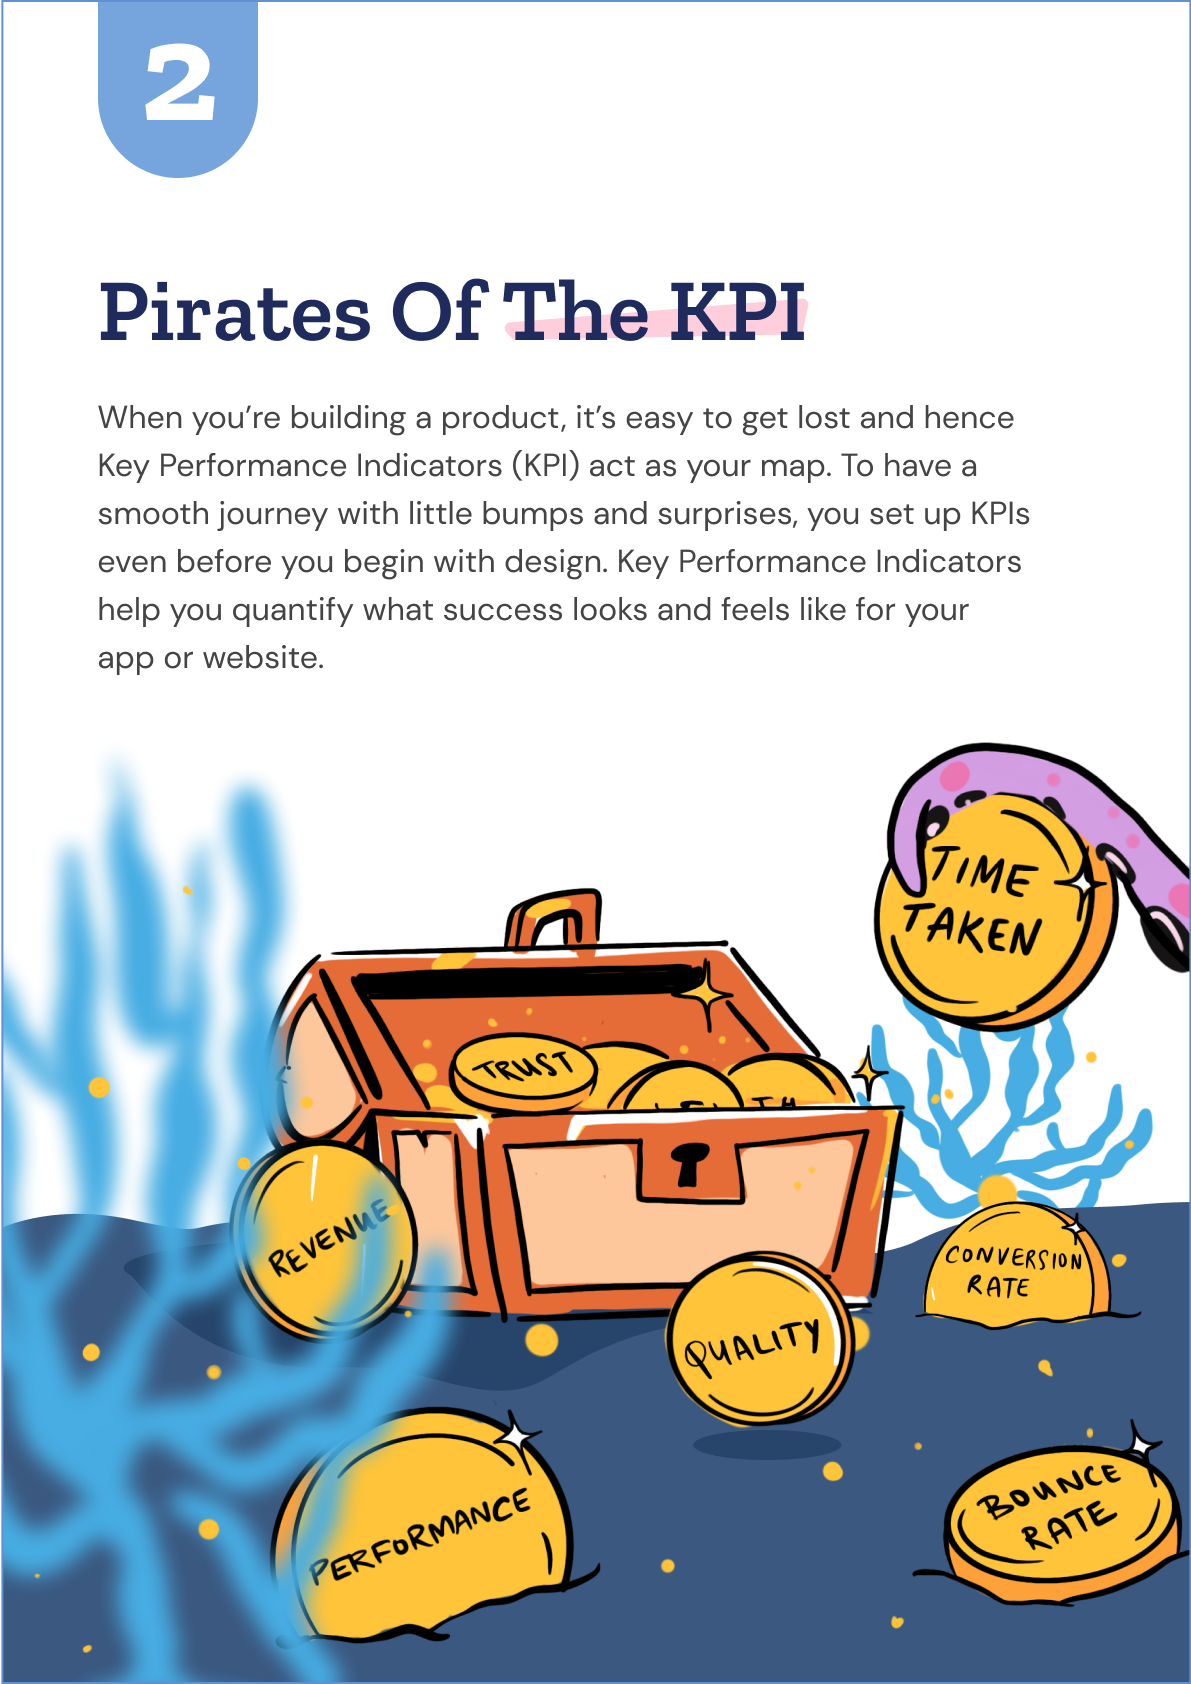 2
Pirates Of The KPI
When you’re building a product, it’s easy to get lost and hence
Key Performance Indicators (KPI) act as your map. To have a
smooth journey with little bumps and surprises, you set up KPIs
even before you begin with design. Key Performance Indicators
help you quantify what success looks and feels like for your
app or website.
TIME
TAKEN
TRUST
REVENUE
CONVERSION
RATE
QUALITY
PERFORMANCE
BOUNCE
RATE